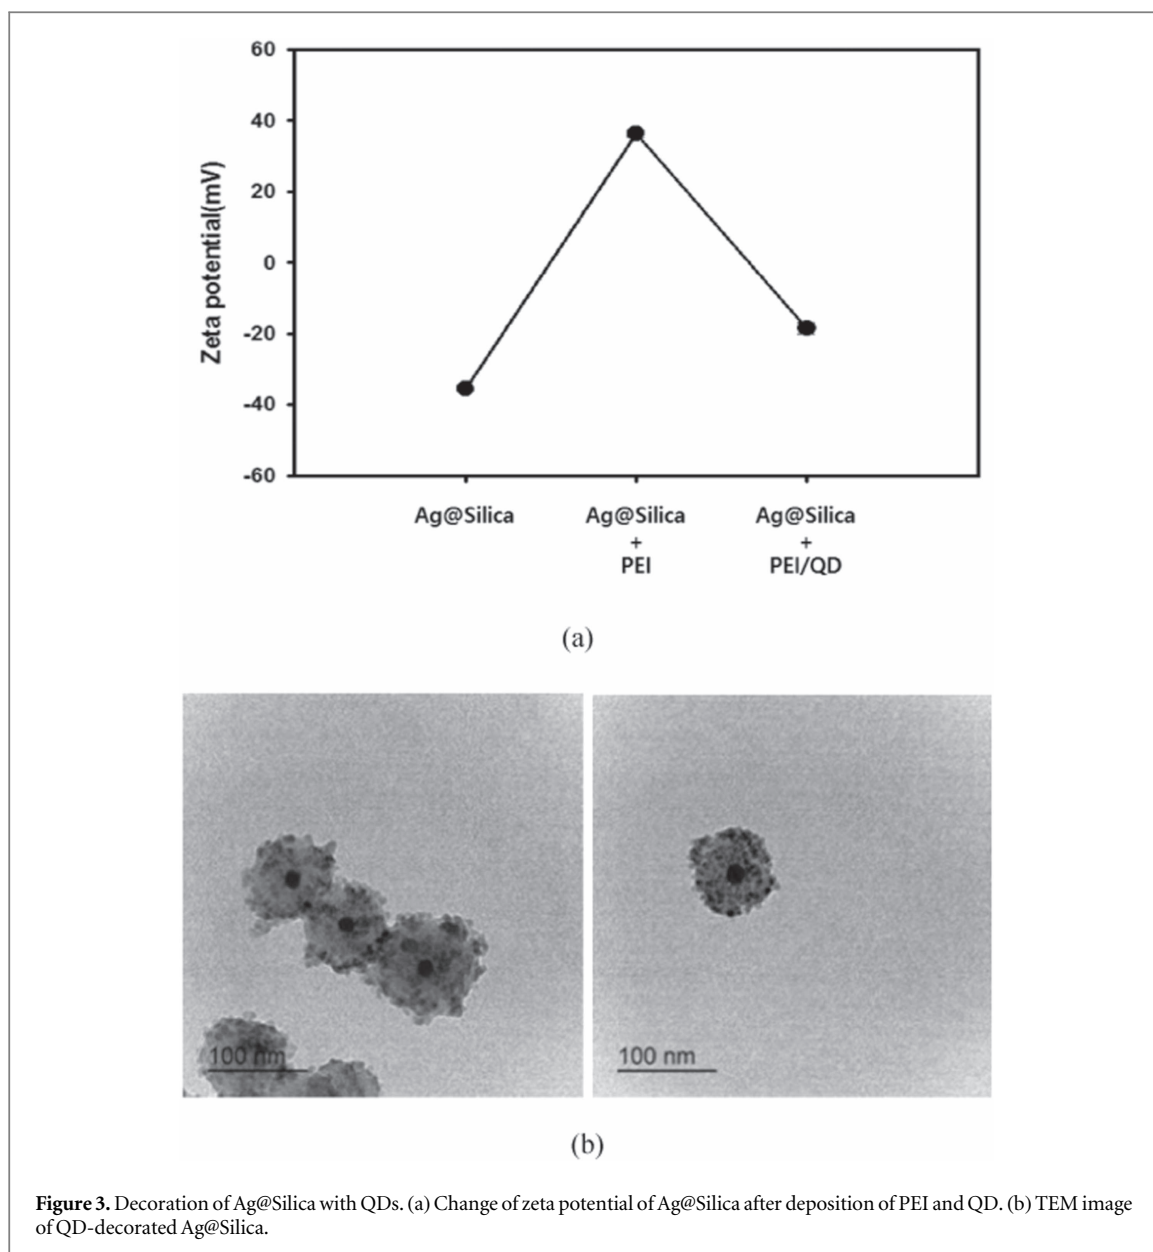 60
40
20
0
-20
-40
-60
Zeta potential(mV)
Ag@Silica
Ag@Silica
+
PEI
Ag@Silica
+
PEI/QD
(a)
100 nm
100 nm
(b)
Figure 3. Decoration of Ag@Silica with QDs. (a) Change of zeta potential of Ag@Silica after deposition of PEI and QD. (b) TEM image
of QD-decorated Ag@Silica.